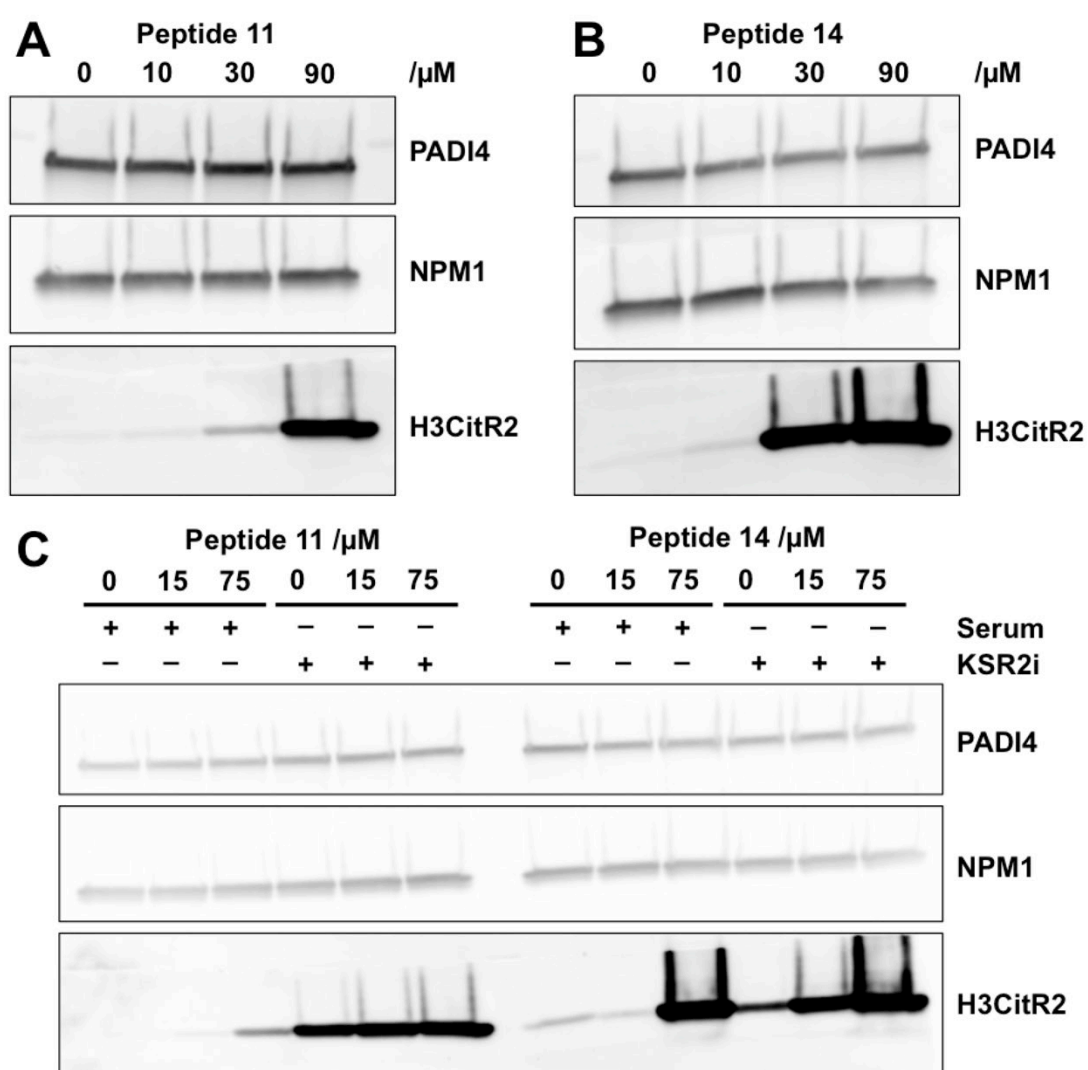 A
Peptide 11
0 10 30 90 /µM
PADI4
NPM1
H3CitR2
B
Peptide 14
0 10 30 90 /µM
PADI4
NPM1
H3CitR2
C
Peptide 11 /µM Peptide 14 /µM
0 15 75 0 15 75 0 15 75 0 15 75
+ + + – – – + + + – – – Serum
– – – + + + – – – + + + KSR2i
PADI4
NPM1
H3CitR2